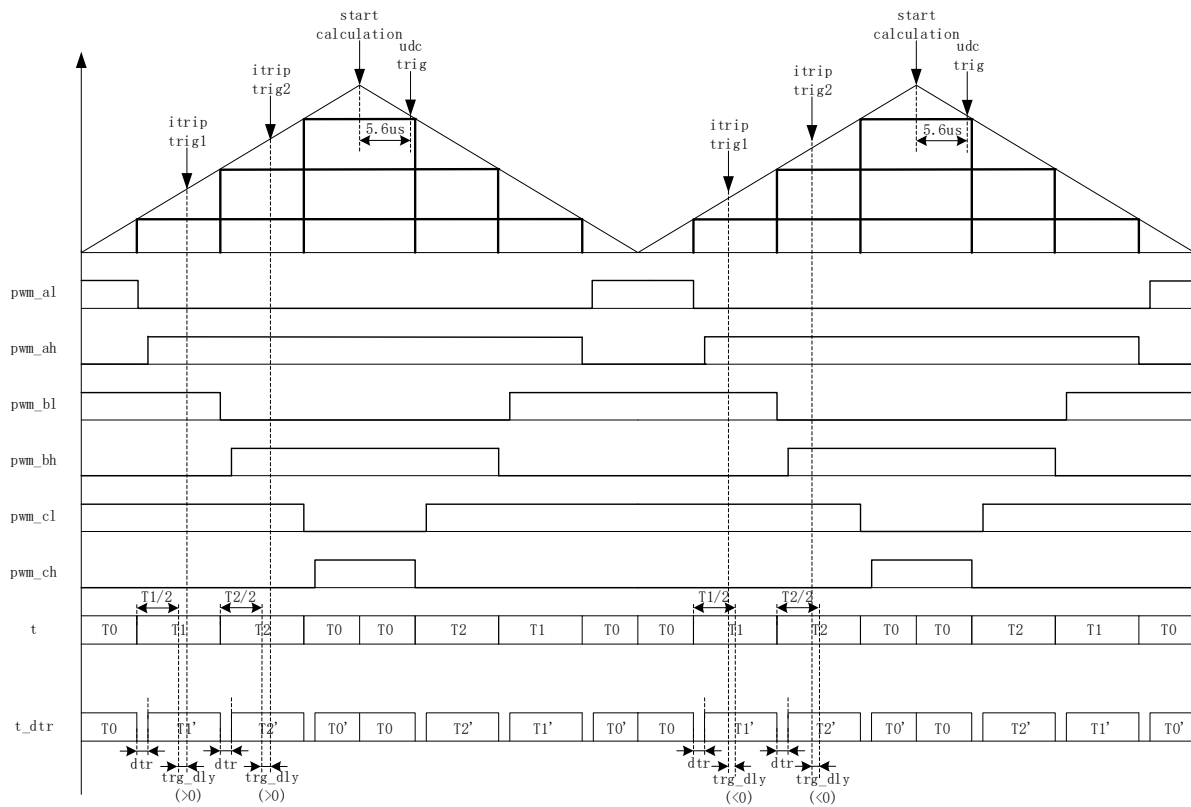 start
calculation
udc
trig
itrip
trig2
itrip
trig1
5.6us
start
calculation
udc
trig
itrip
trig2
itrip
trig1
5.6us
pwm_al
pwm_ah
pwm_bl
pwm_bh
pwm_cl
pwm_ch
T1/2 T2/2 T1/2 T2/2
t T0 T1 T2 T0 T0 T2 T1 T0 T0 T1 T2 T0 T0 T2 T1 T0
t_dtr T0 T1' T2' T0' T0 T2' T1' T0' T0 T1' T2' T0' T0 T2' T1' T0'
dtr dtr dtr dtr
trg_dly trg_dly trg_dly trg_dly
(>0) (>0) (<0) (<0)